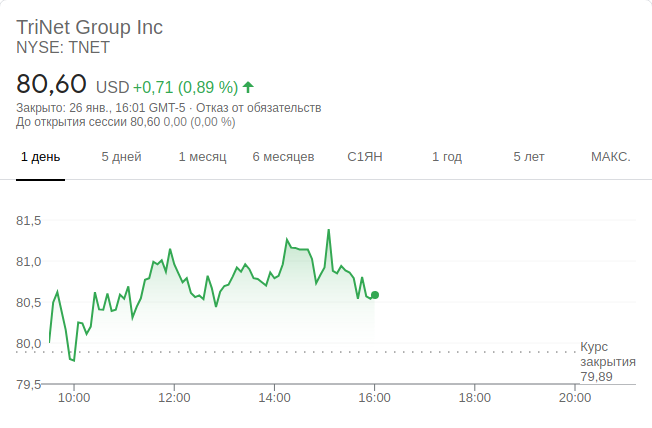 TriNet Group Inc
NYSE: TNET
80,60 USD +0,71 (0,89 %)
Закрыто: 26 янв., 16:01 GMT-5 · Отказ от обязательств
До открытия сессии 80,60 0,00 (0,00 %)
1 день 5 дней 1 месяц 6 месяцев С1ЯН 1 год 5 лет МАКС.
81,5
81,0
80,5
80,0
Курс
закрытия
79,89
79,5
10:00 12:00 14:00 16:00 18:00 20:00